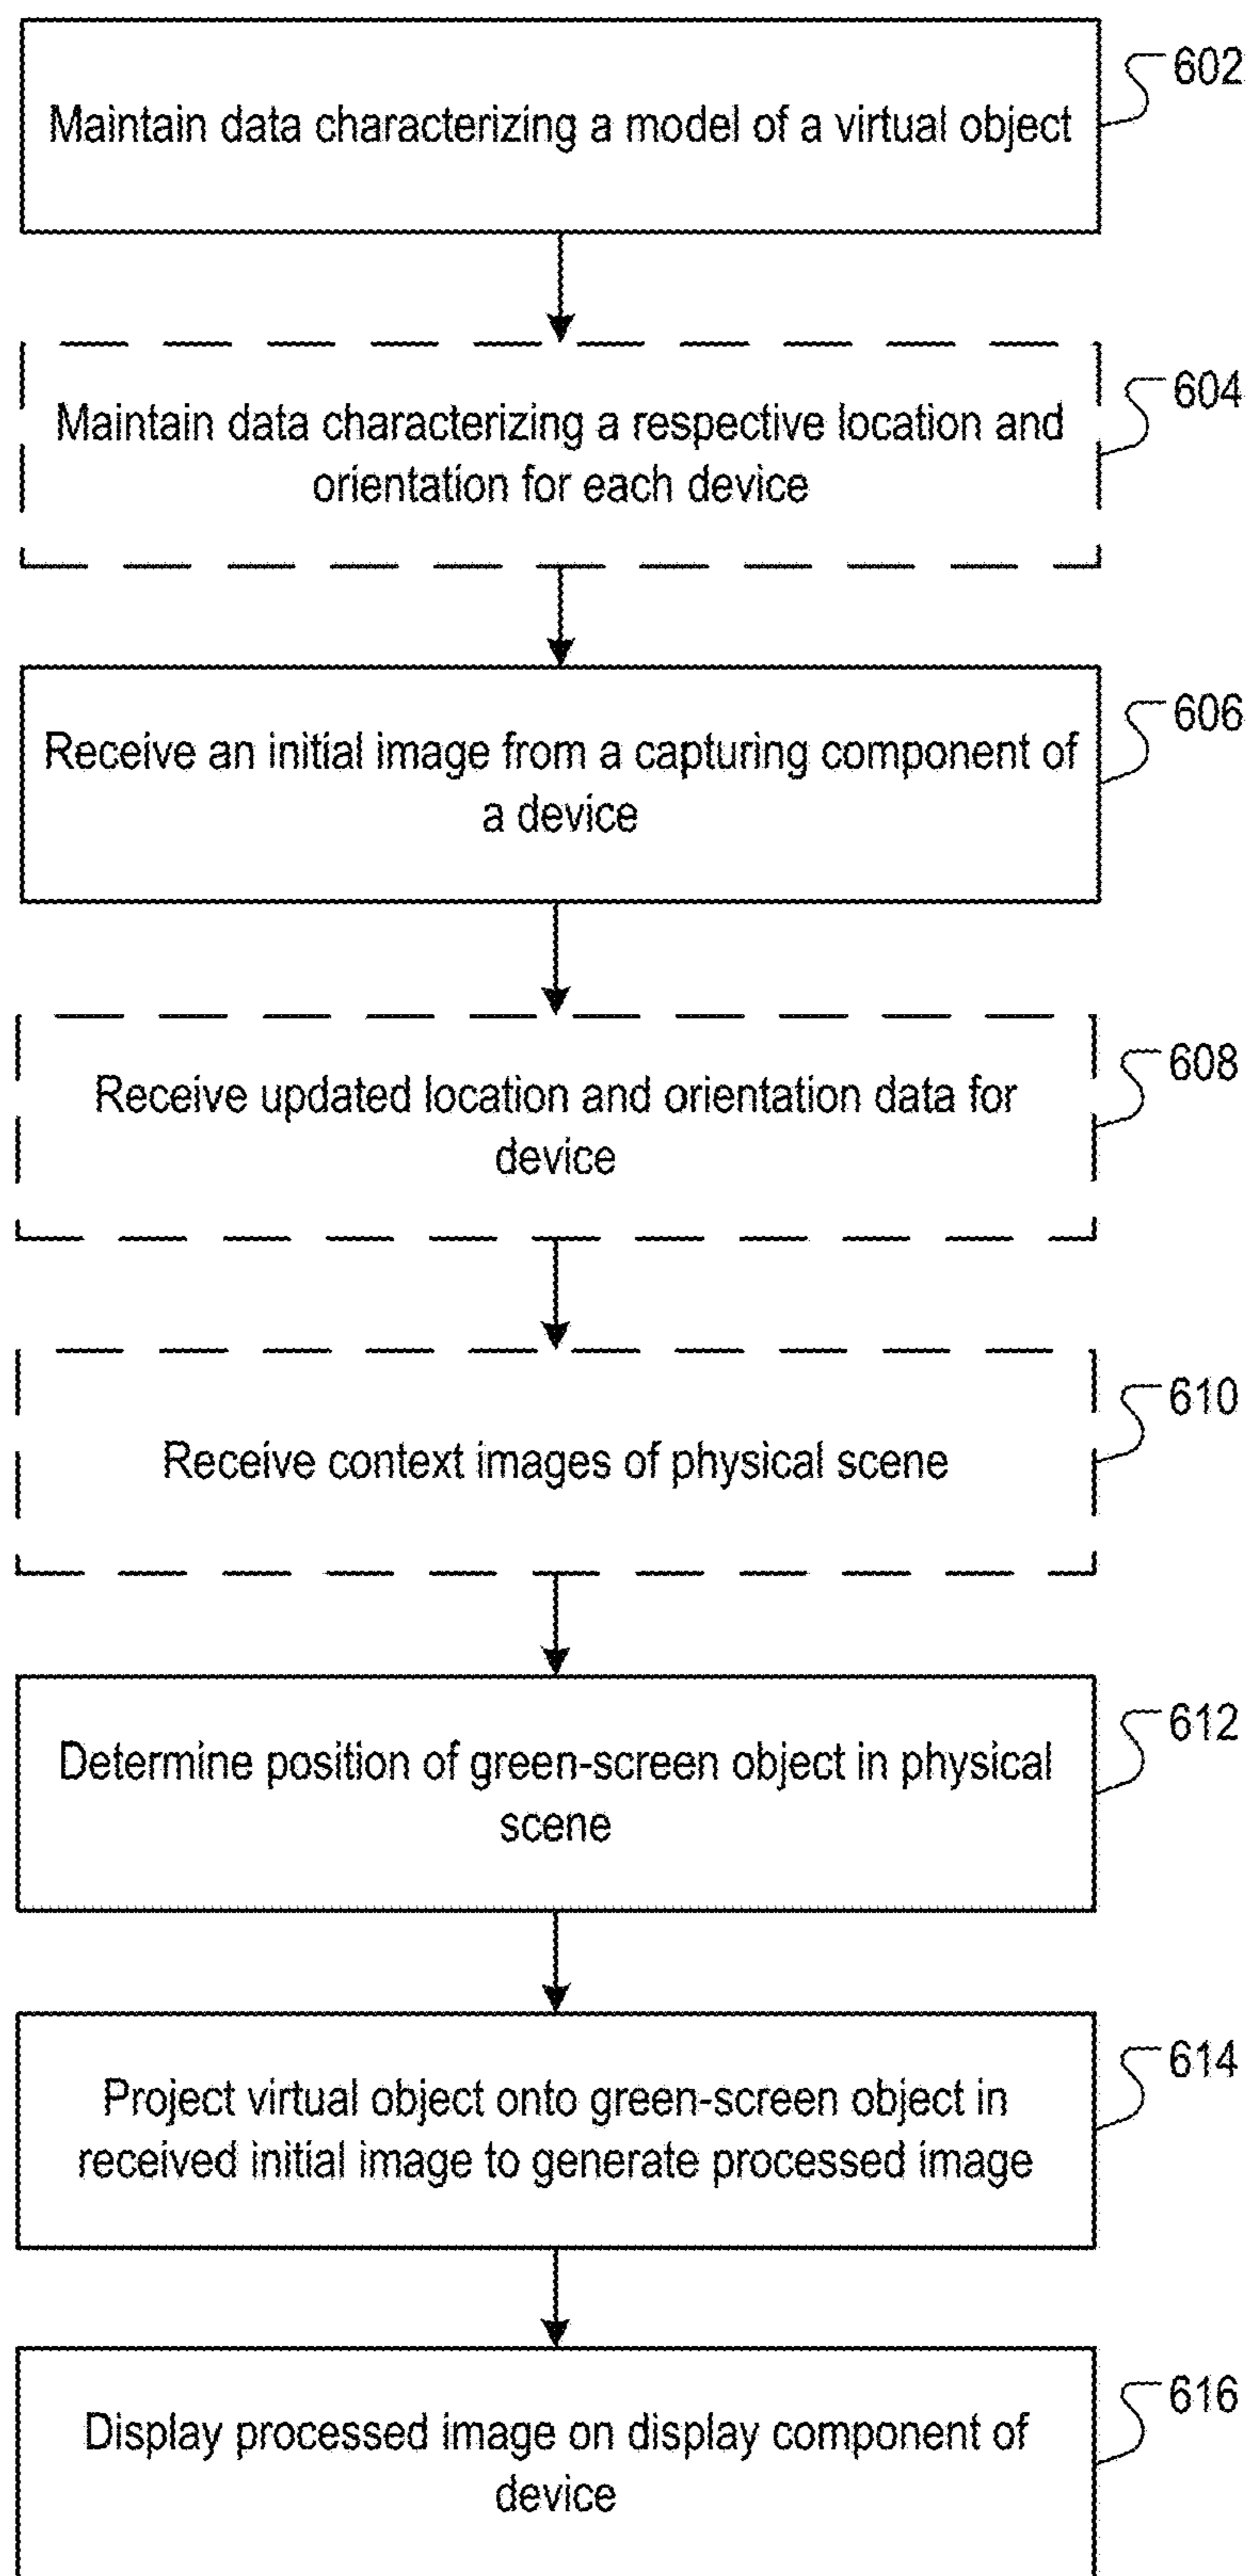 Maintain data characterizing a model of a virtual object
602
Maintain data characterizing a respective location and
orientation for each device
604
Receive an initial image from a capturing component of
a device
606
Receive updated location and orientation data for
device
608
Receive context images of physical scene
610
Determine position of green-screen object in physical
scene
612
Project virtual object onto green-screen object in
received initial image to generate processed image
614
Display processed image on display component of
device
616